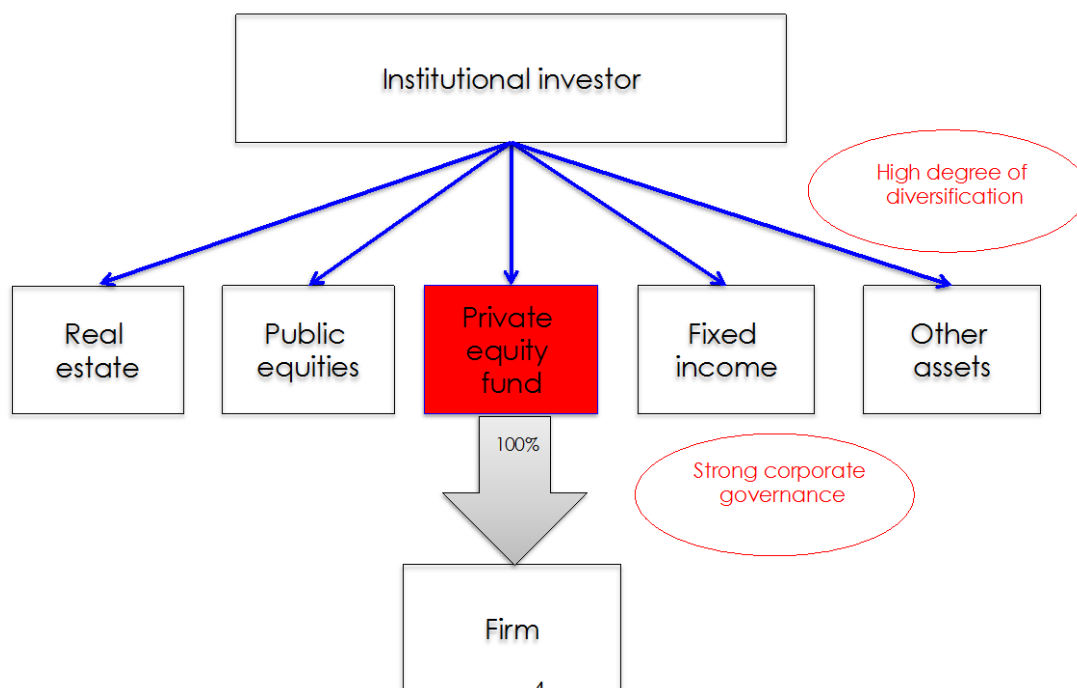 Institutional investor
High degree of
diversification
Real
estate
Public
equities
Private
equity
fund
Fixed
income
Other
assets
100%
Strong corporate
governance
Firm